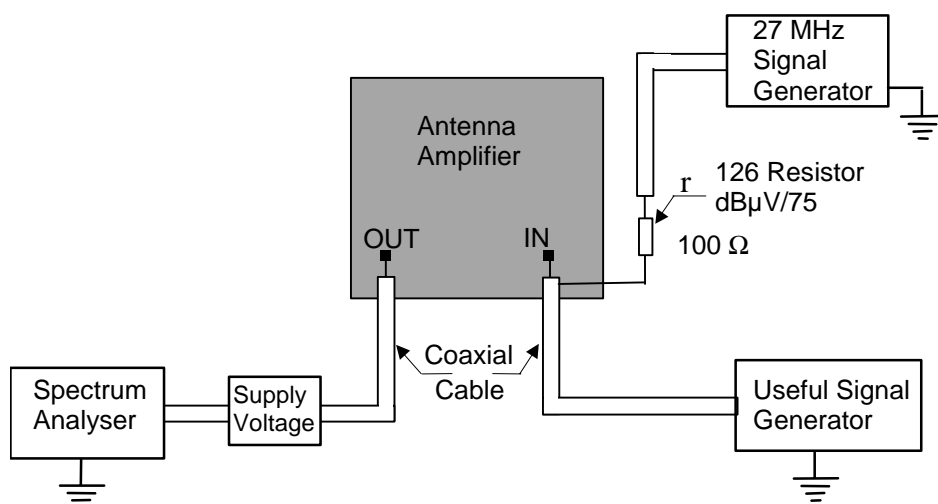 27 MHz
Signal
Generator
Antenna
Amplifier
r
126 Resistor
dBµV/75
100 Ω
OUT
IN
Coaxial
Cable
Spectrum
Analyser
Supply
Voltage
Useful Signal
Generator